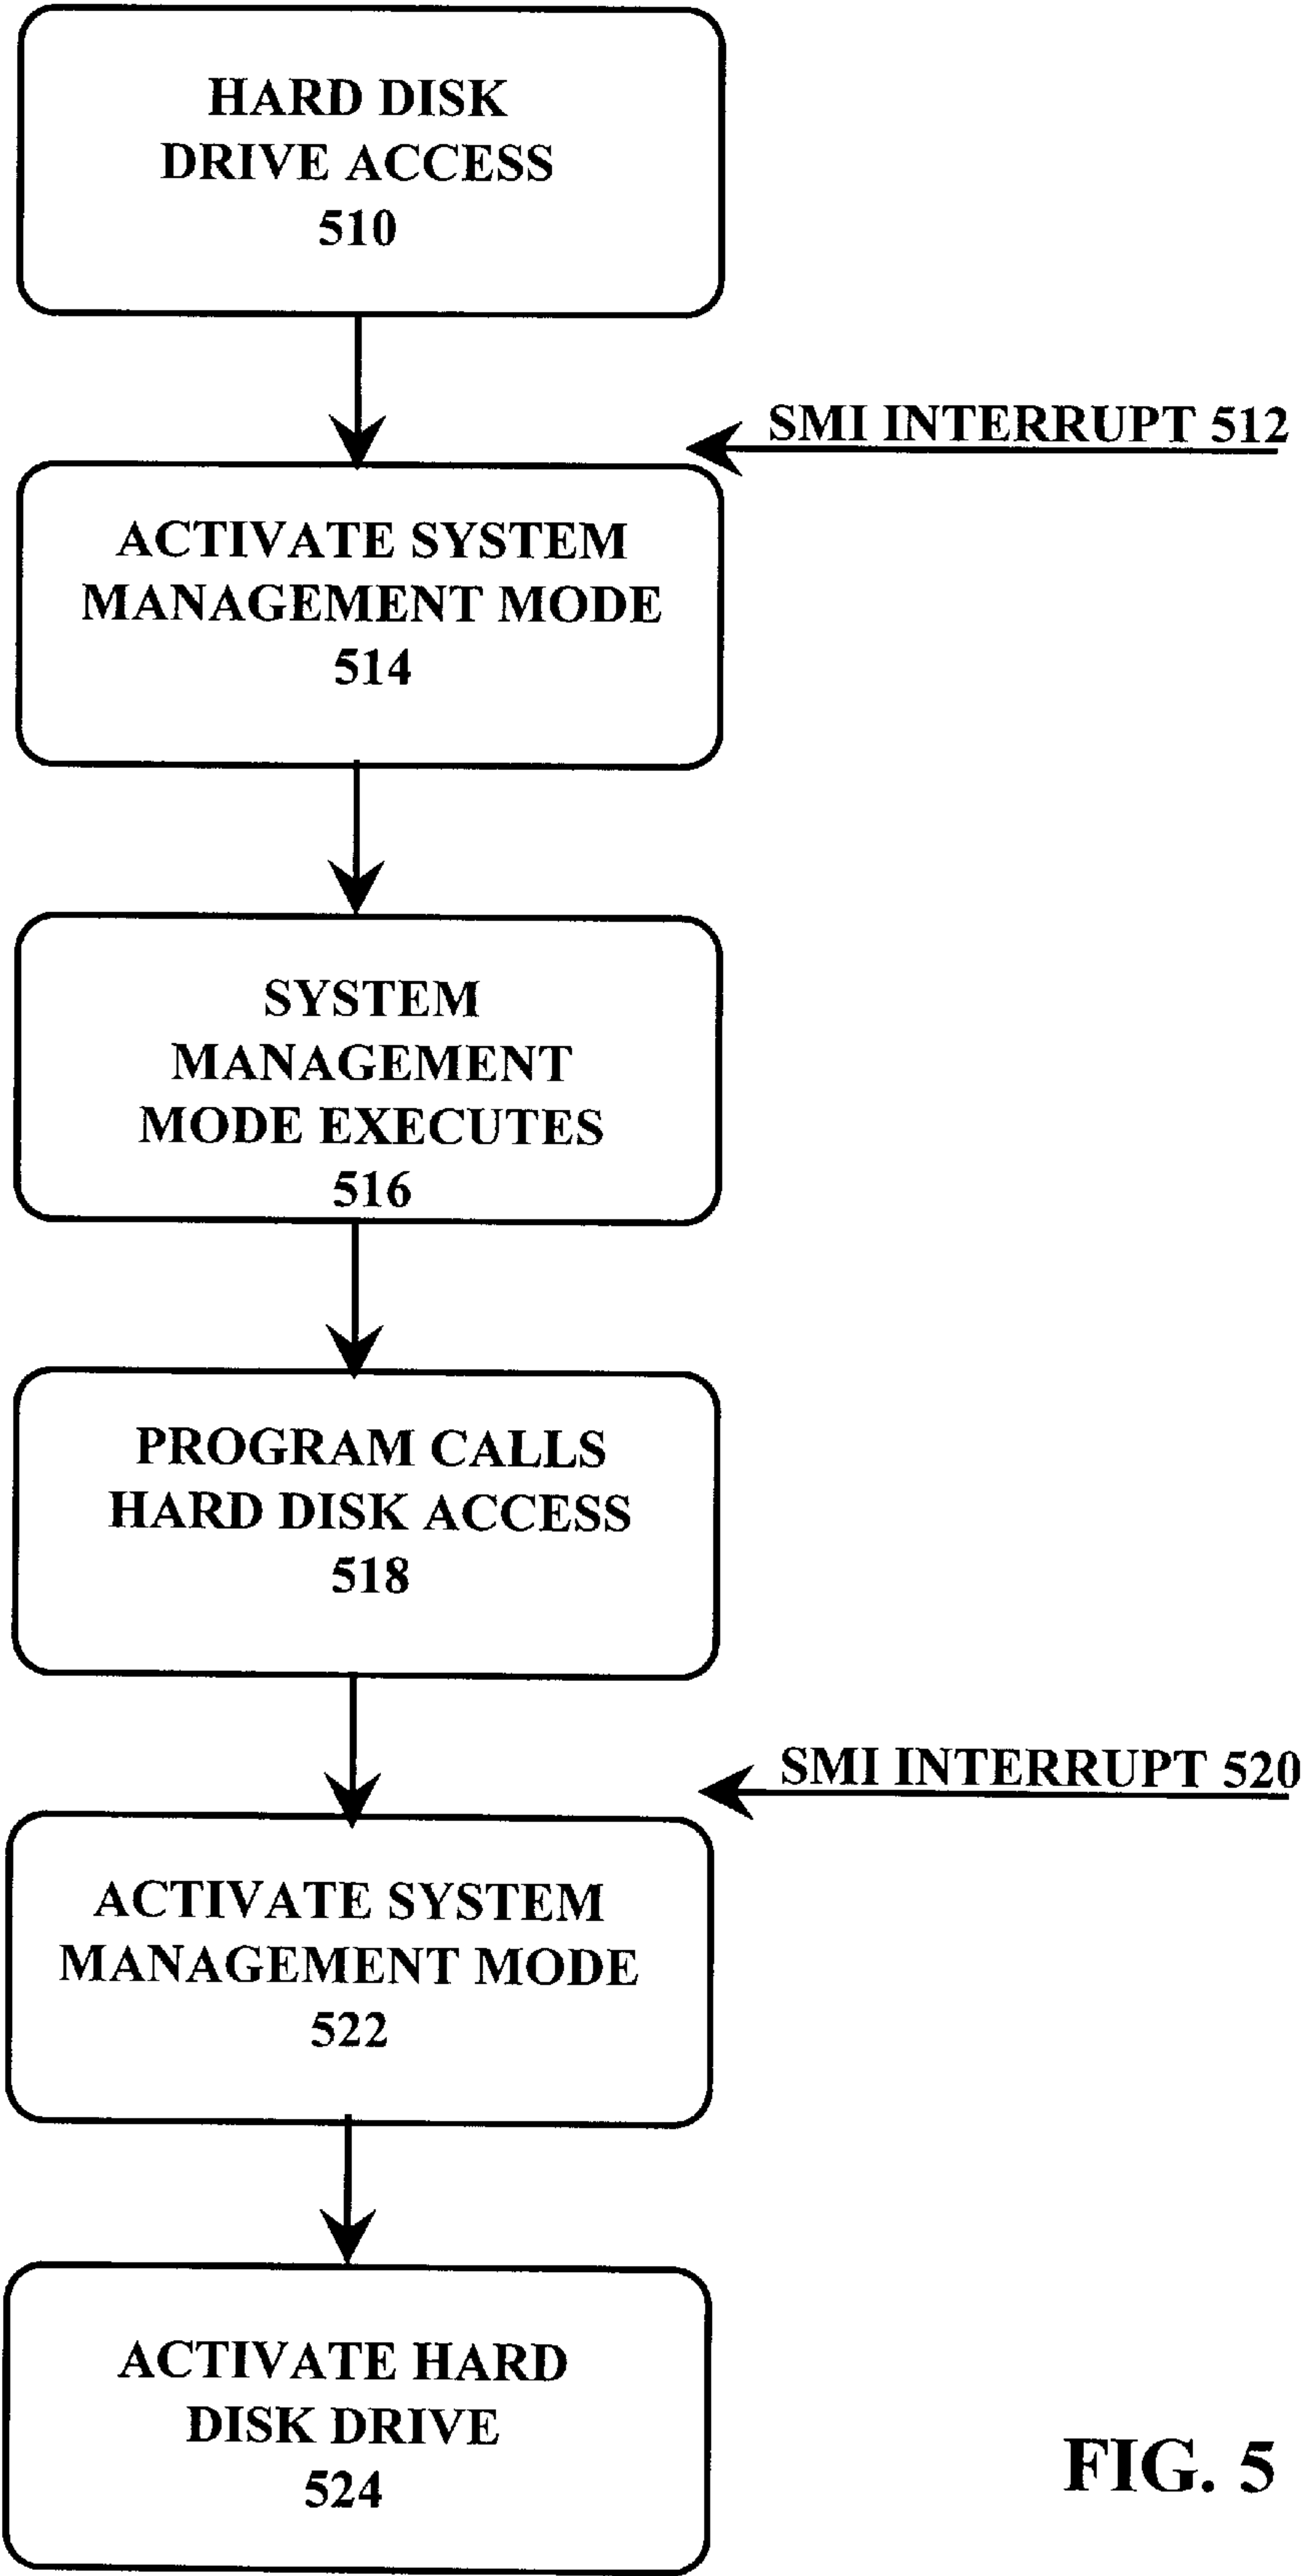 HARD DISK
DRIVE ACCESS
510
SMI INTERRUPT 512
ACTIVATE SYSTEM
MANAGEMENT MODE
514
SYSTEM
MANAGEMENT
MODE EXECUTES
516
PROGRAM CALLS
HARD DISK ACCESS
518
SMI INTERRUPT 520
ACTIVATE SYSTEM
MANAGEMENT MODE
522
ACTIVATE HARD
DISK DRIVE
524
FIG. 5